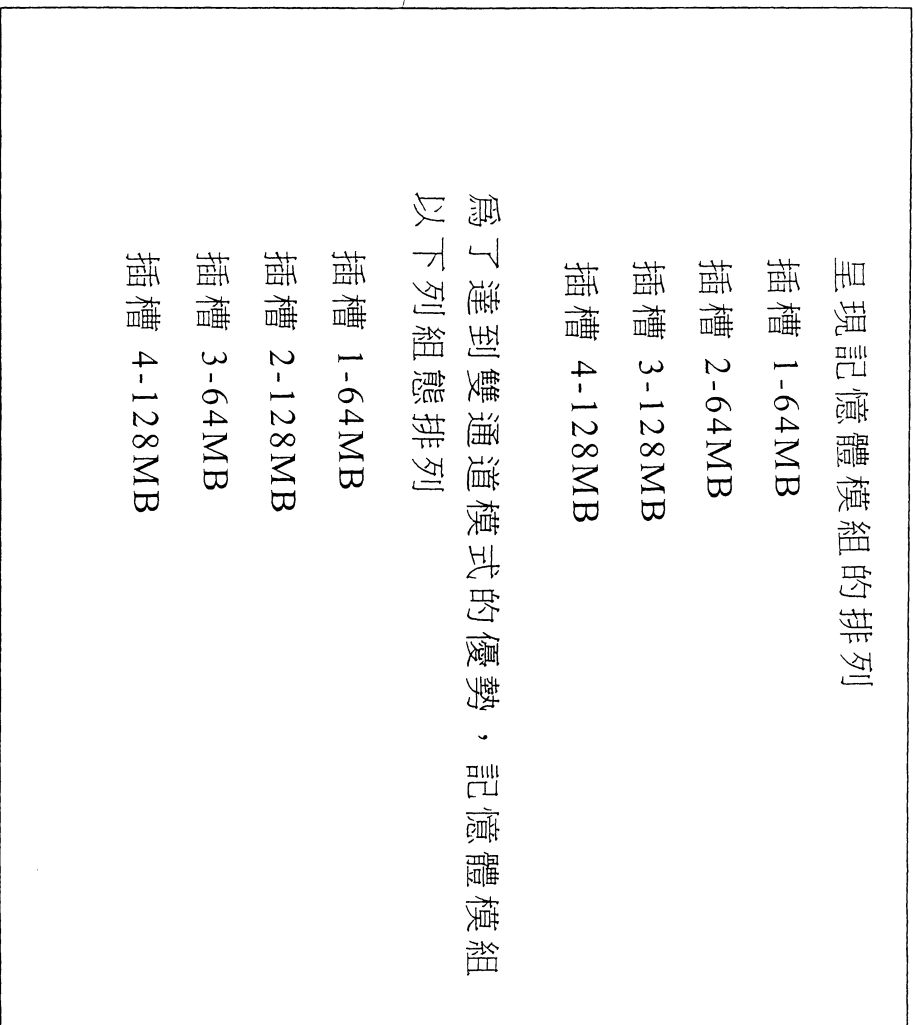 呈現記憶體模組的排列
插槽 1-64MB
插槽 2-64MB
插槽 3-128MB
插槽 4-128MB
為了達到雙通道模式的優勢，記憶體模組
以下列組態排列
插槽 1-64MB
插槽 2-128MB
插槽 3-64MB
插槽 4-128MB